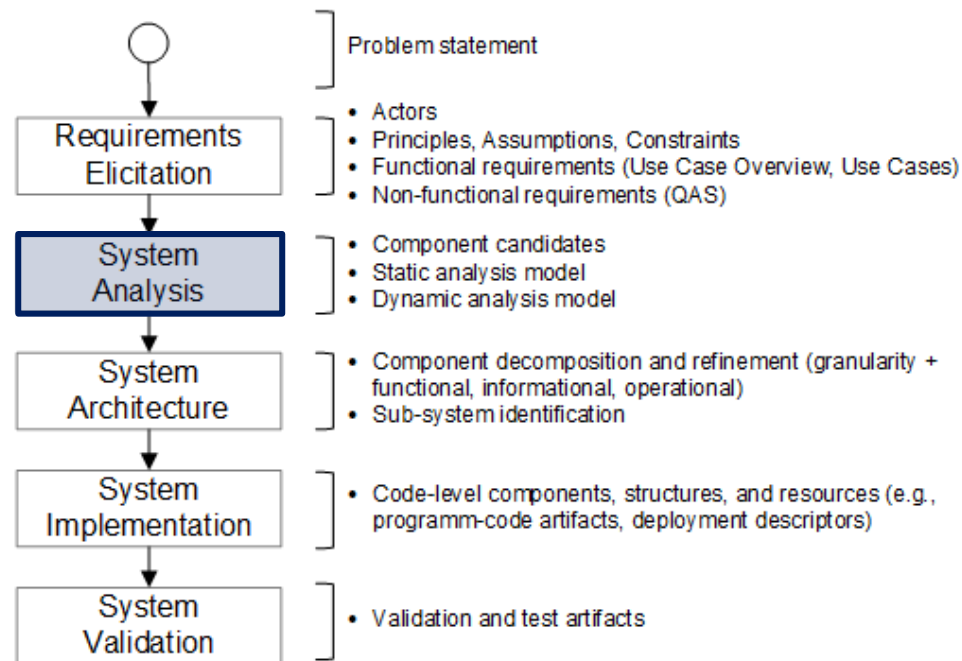 Problem statement
Requirements
Elicitation
• Actors
• Principles, Assumptions, Constraints
• Functional requirements (Use Case Overview, Use Cases)
• Non-functional requirements (QAS)
System
Analysis
• Component candidates
• Static analysis model
• Dynamic analysis model
System
Architecture
• Component decomposition and refinement (granularity +
functional, informational, operational)
• Sub-system identification
System
Implementation
• Code-level components, structures, and resources (e.g.,
programm-code artifacts, deployment descriptors)
System
Validation
• Validation and test artifacts